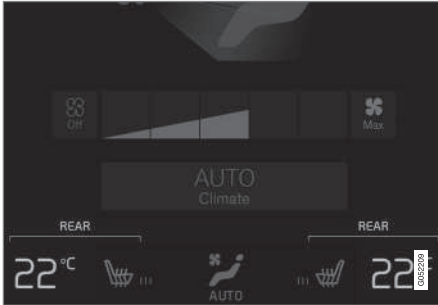 Off
Max
AUTO
Climate
REAR
REAR
22°C
AUTO
22
G052209